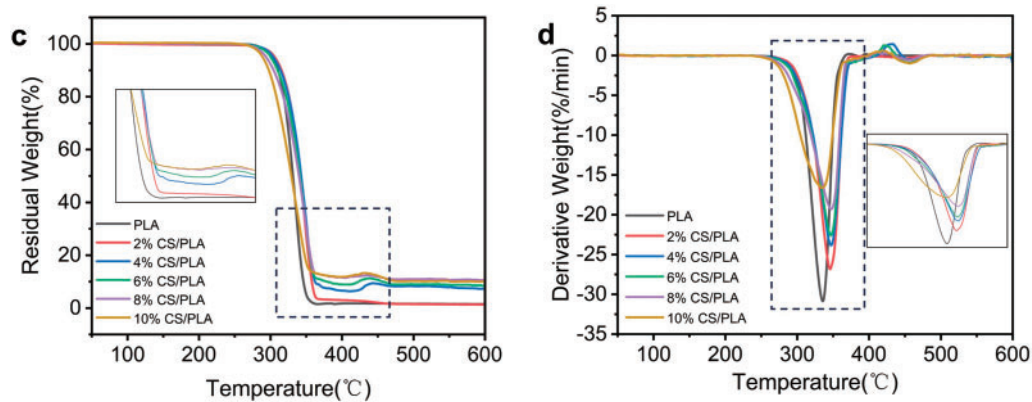 c
100
80
60
40
20
0
Residual Weight(%)
PLA
2% CS/PLA
4% CS/PLA
6% CS/PLA
8% CS/PLA
10% CS/PLA
100
200
300
400
500
600
Temperature(℃)
d
5
0
-5
-10
-15
-20
-25
-30
-35
Derivative Weight(%/min)
PLA
2% CS/PLA
4% CS/PLA
6% CS/PLA
8% CS/PLA
10% CS/PLA
100
200
300
400
500
600
Temperature(℃)